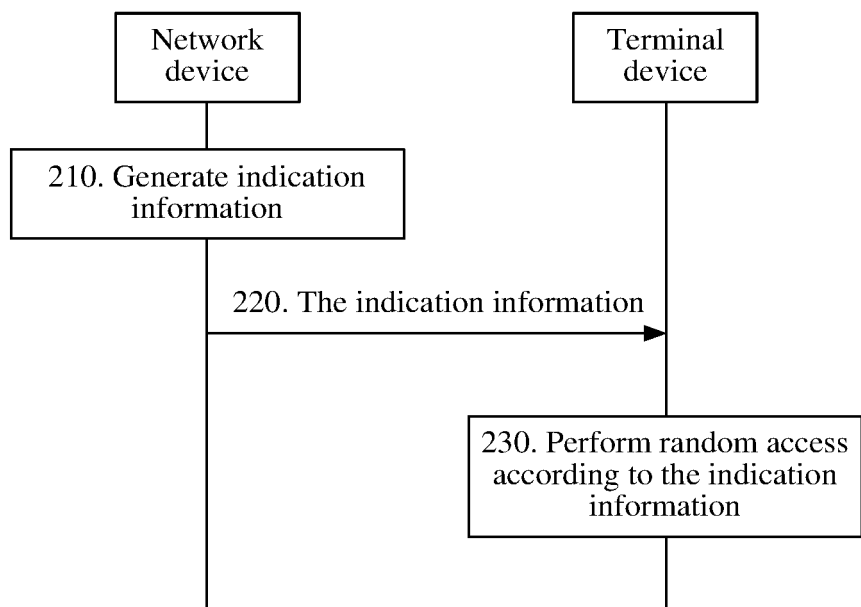 Network
device
Terminal
device
210. Generate indication
information
220. The indication information
230. Perform random access
according to the indication
information